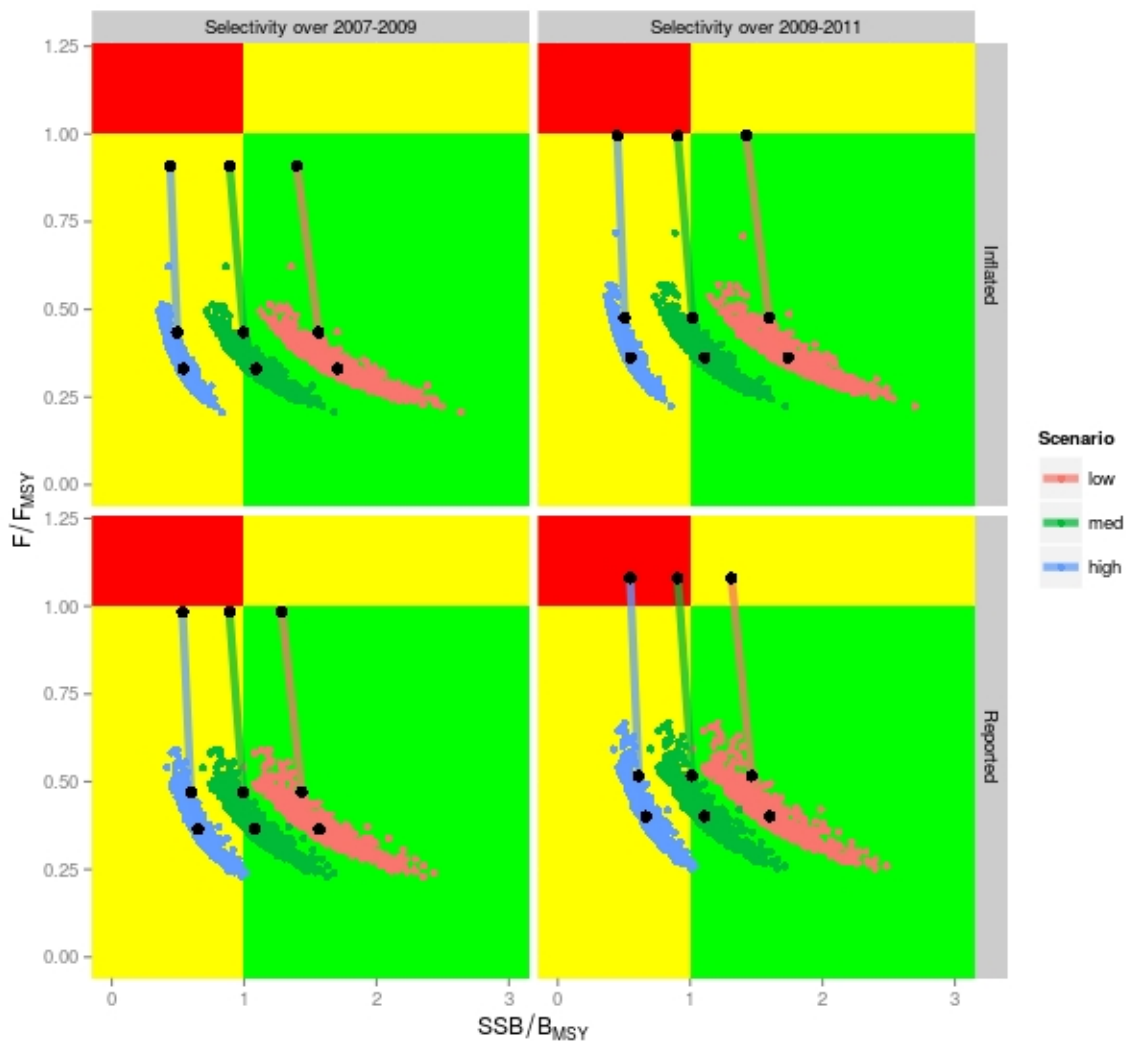 Selectivity over 2007-2009
Selectivity over 2009-2011
1.25
1.00
0.75
0.50
0.25
0.00
Inflated
1.25
1.00
0.75
0.50
0.25
0.00
Reported
F/F_MSY
0 1 2 3
0 1 2 3
SSB/B_MSY
Scenario
low
med
high